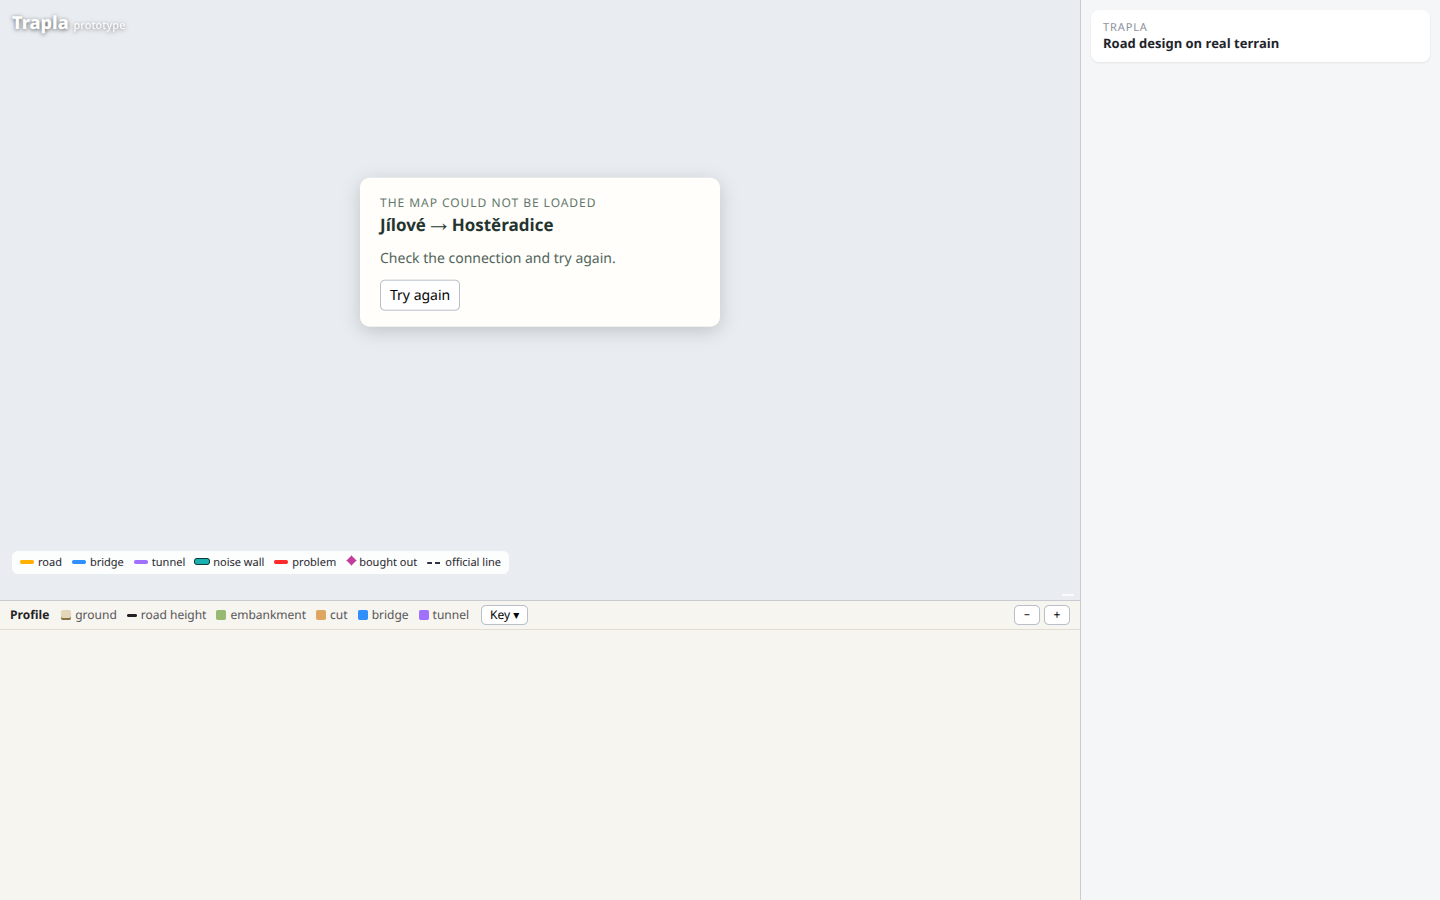 Trapla prototype
TRAPLA
Road design on real terrain
THE MAP COULD NOT BE LOADED
Jílové → Hostěradice
Check the connection and try again.
Try again
road bridge tunnel noise wall problem bought out official line
Profile ground road height embankment cut bridge tunnel Key ▾ − +